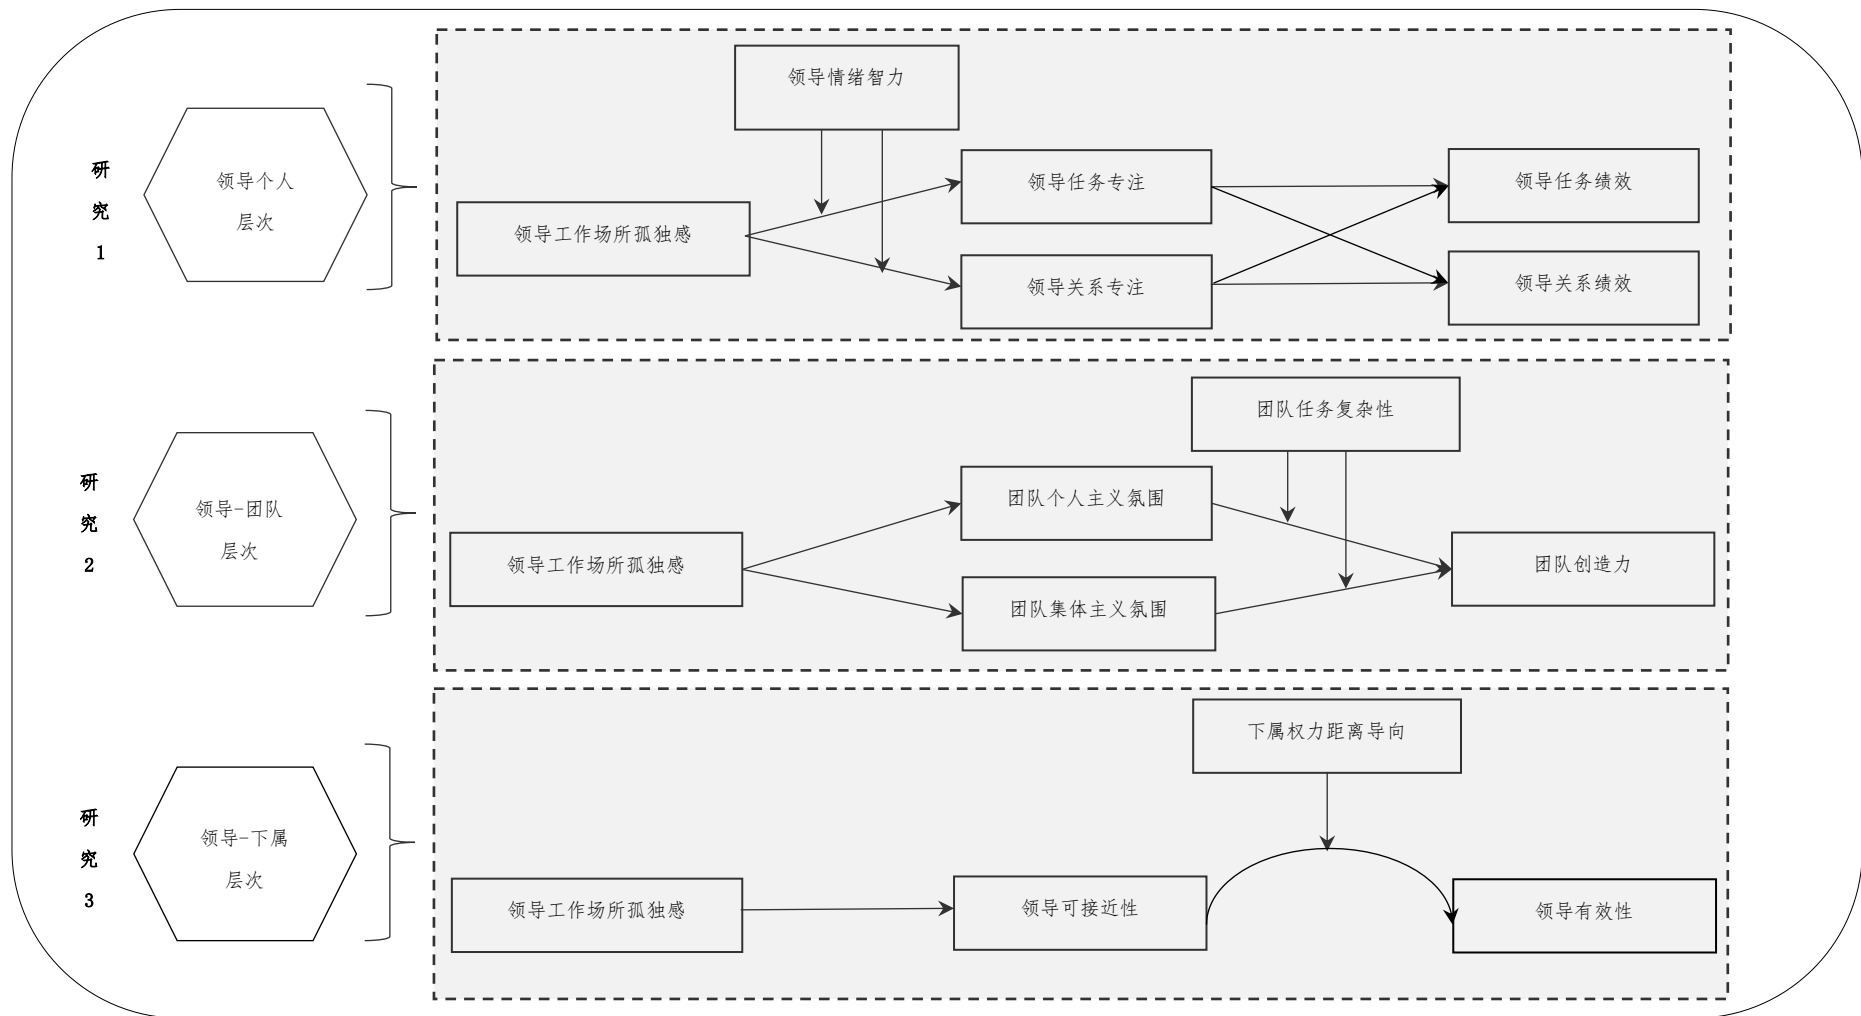 研
究
1
领导个人
层次
领导情绪智力
领导工作场所孤独感
领导任务专注
领导关系专注
领导任务绩效
领导关系绩效
研
究
2
领导-团队
层次
团队任务复杂性
领导工作场所孤独感
团队个人主义氛围
团队集体主义氛围
团队创造力
研
究
3
领导-下属
层次
下属权力距离导向
领导工作场所孤独感
领导可接近性
领导有效性